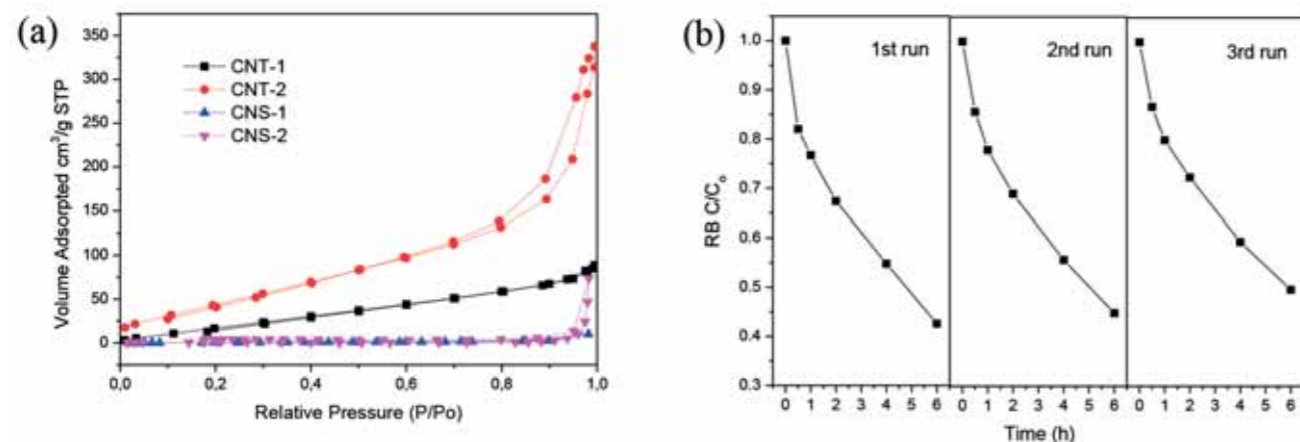 (a)
350
300
250
200
150
100
50
0
Volume Adsorpted cm³/g STP
CNT-1
CNT-2
CNS-1
CNS-2
0,0 0,2 0,4 0,6 0,8 1,0
Relative Pressure (P/Po)
(b)
1.0
0.9
0.8
0.7
0.6
0.5
0.4
0.3
RB C/Co
1st run 2nd run 3rd run
0 1 2 3 4 5 6 0 1 2 3 4 5 6 0 1 2 3 4 5 6
Time (h)